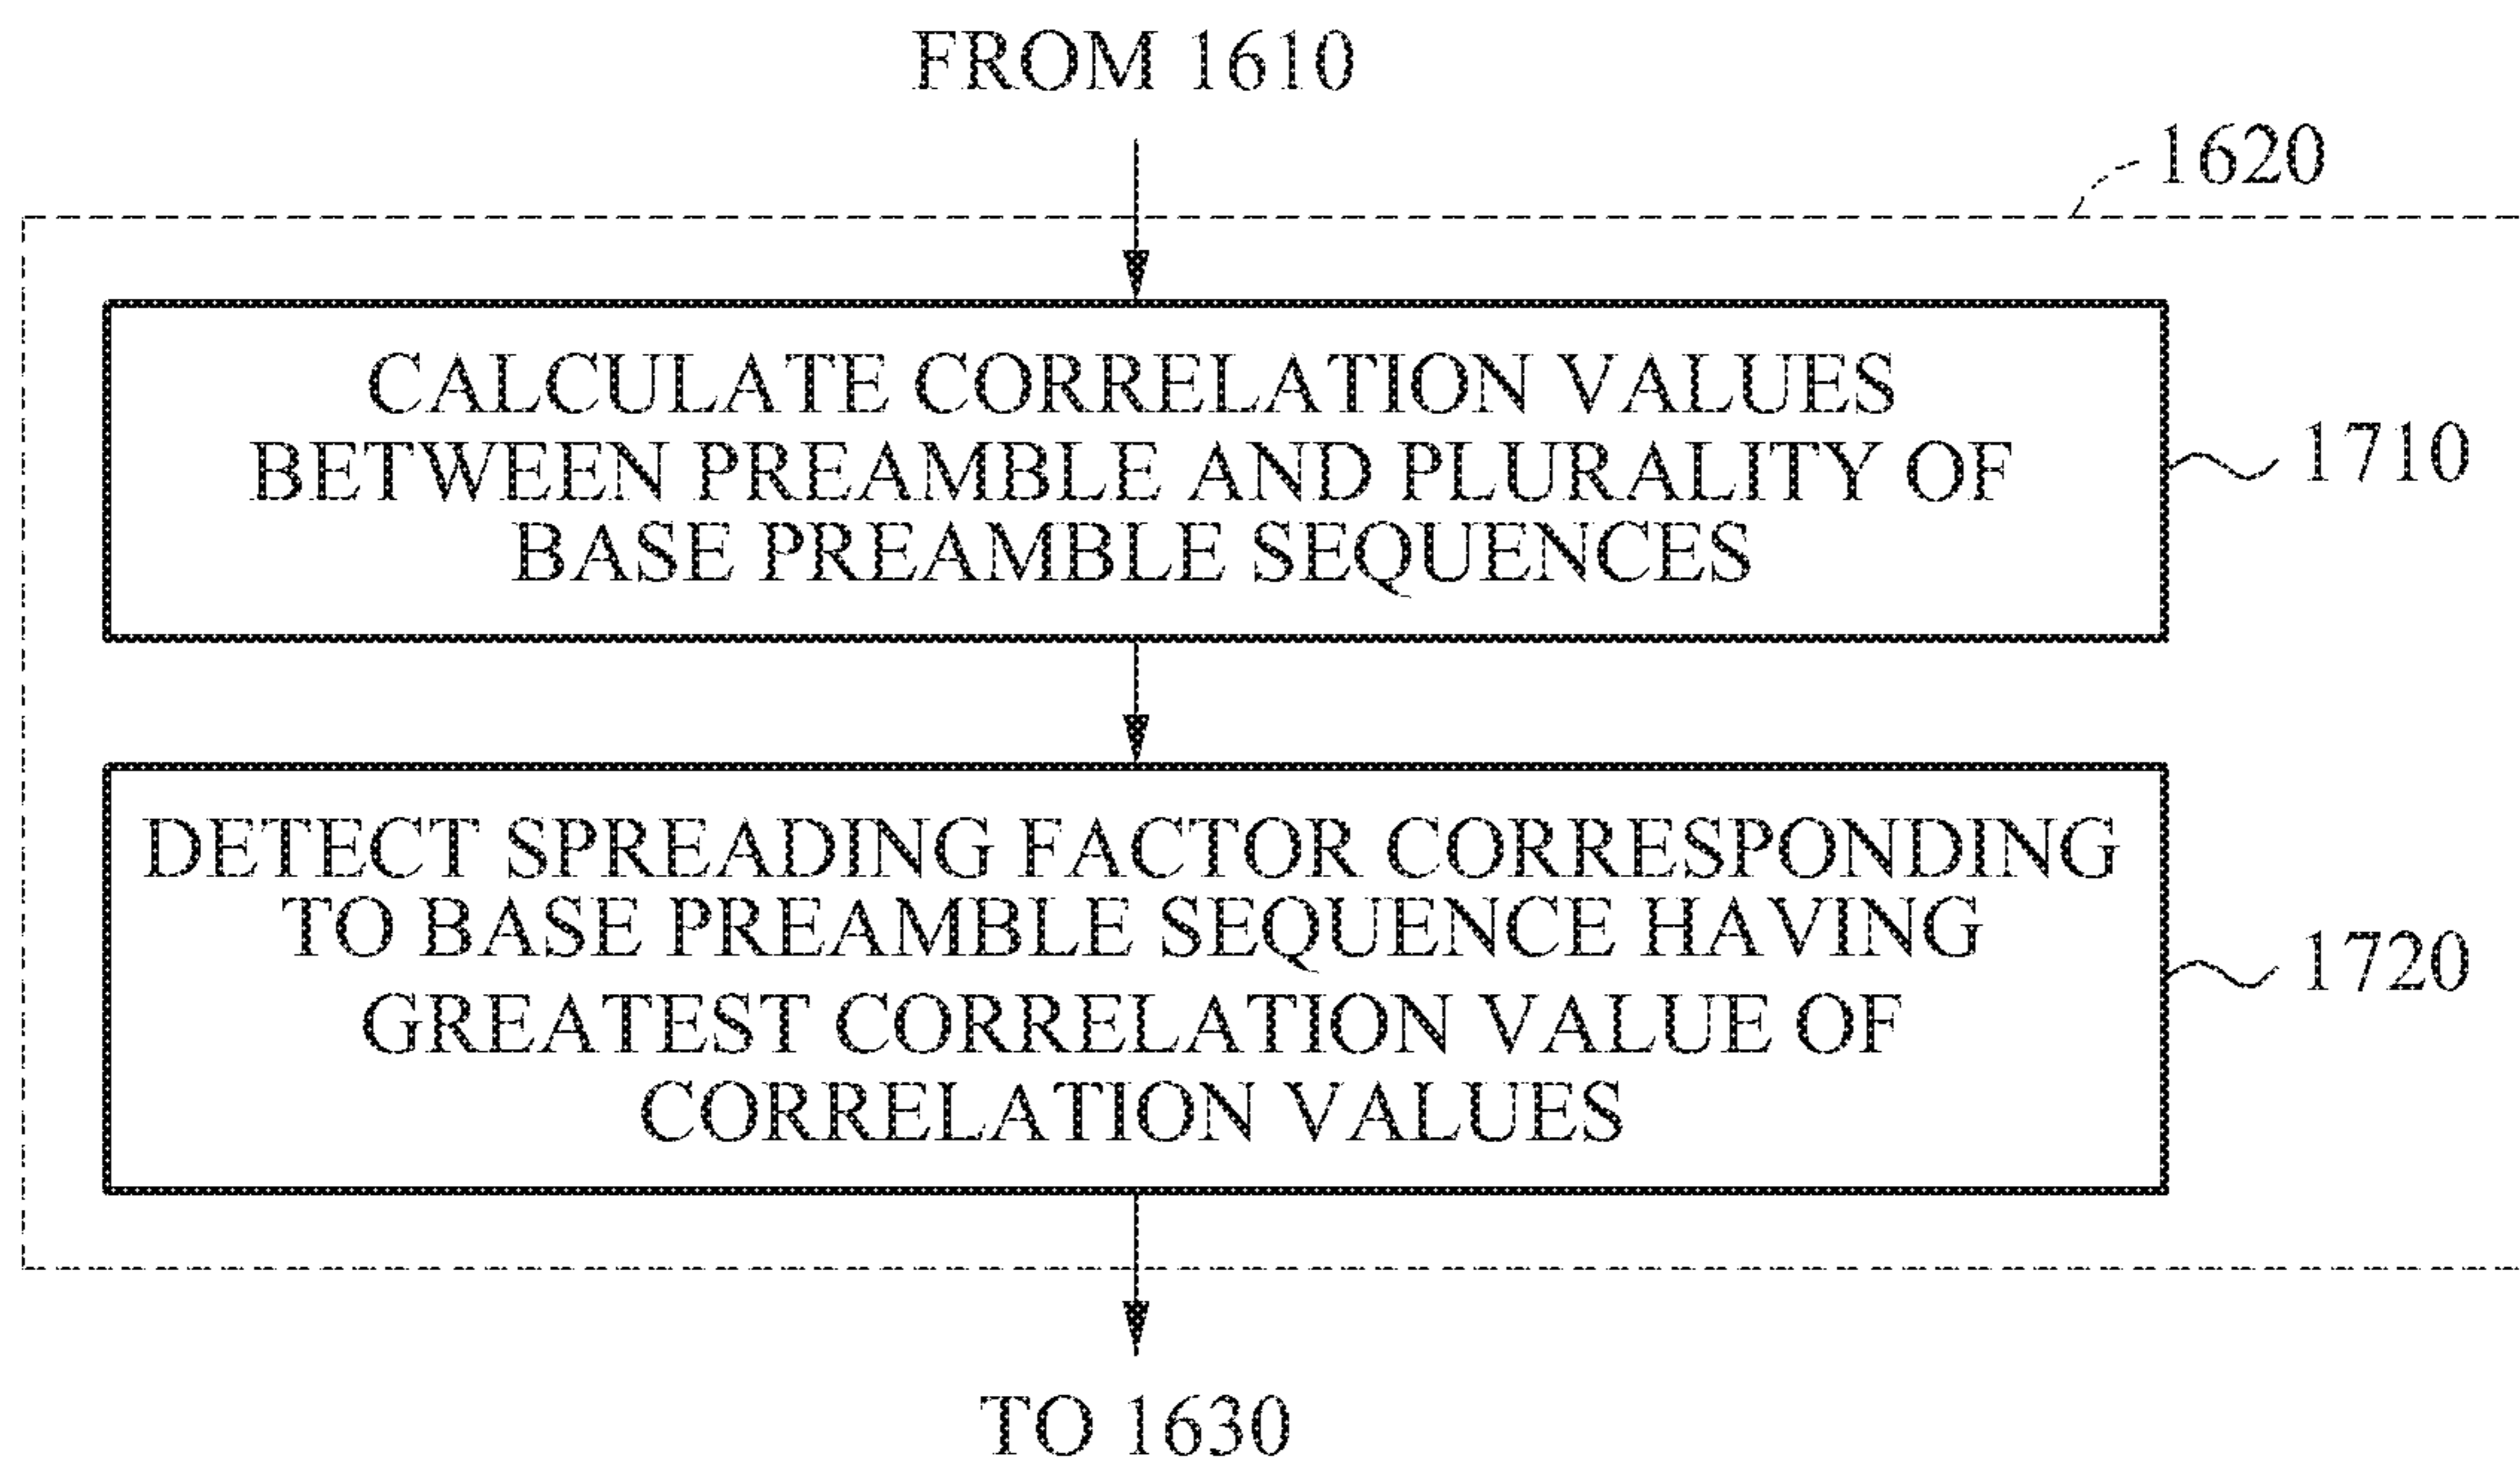 FROM 1610
1620
CALCULATE CORRELATION VALUES
BETWEEN PREAMBLE AND PLURALITY OF
BASE PREAMBLE SEQUENCES
1710
DETECT SPREADING FACTOR CORRESPONDING
TO BASE PREAMBLE SEQUENCE HAVING
GREATEST CORRELATION VALUE OF
CORRELATION VALUES
1720
TO 1630